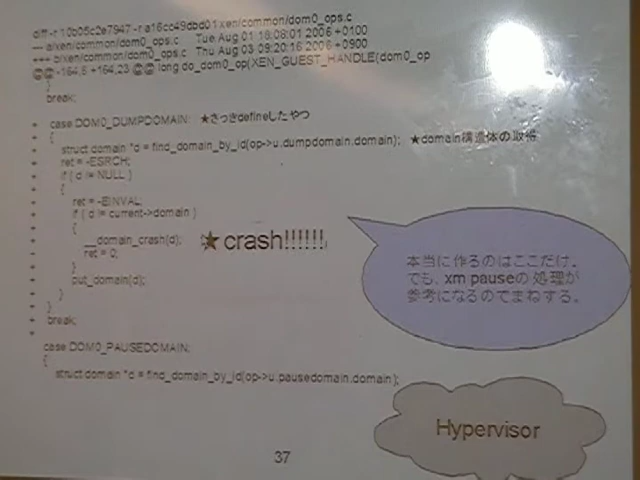 diff -r 10b05c2e7947 -r a16cc49dbd01 xen/common/dom0_ops.c
--- a/xen/common/dom0_ops.c Tue Aug 01 18:08:01 2006 +0100
+++ b/xen/common/dom0_ops.c Thu Aug 03 09:20:16 2006 +0900
@@ -164,6 +164,23 @@ long do_dom0_op(XEN_GUEST_HANDLE(dom0_op
}
break;
+
+ case DOM0_DUMPDOMAIN: ★さっきdefineしたやつ
+ {
+ struct domain *d = find_domain_by_id(op->u.dumpdomain.domain); ★domain構造体の取得
+ ret = -ESRCH;
+ if ( d != NULL )
+ {
+ ret = -EINVAL;
+ if ( d != current->domain )
+ {
+ __domain_crash(d); ★crash!!!!!!
+ ret = 0;
+ }
+ put_domain(d);
+ }
+ }
+ break;
+
case DOM0_PAUSEDOMAIN:
{
struct domain *d = find_domain_by_id(op->u.pausedomain.domain);
本当に作るのはここだけ。
でも、xm pauseの処理が
参考になるのでまねする。
Hypervisor
37